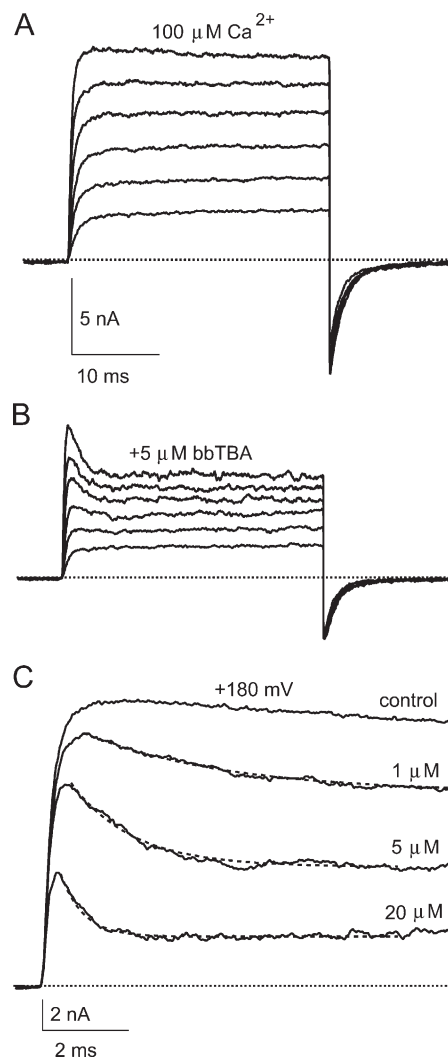 A
100 μM Ca2+
5 nA
10 ms
B
+5 μM bbTBA
C
+180 mV
control
1 μM
5 μM
20 μM
2 nA
2 ms